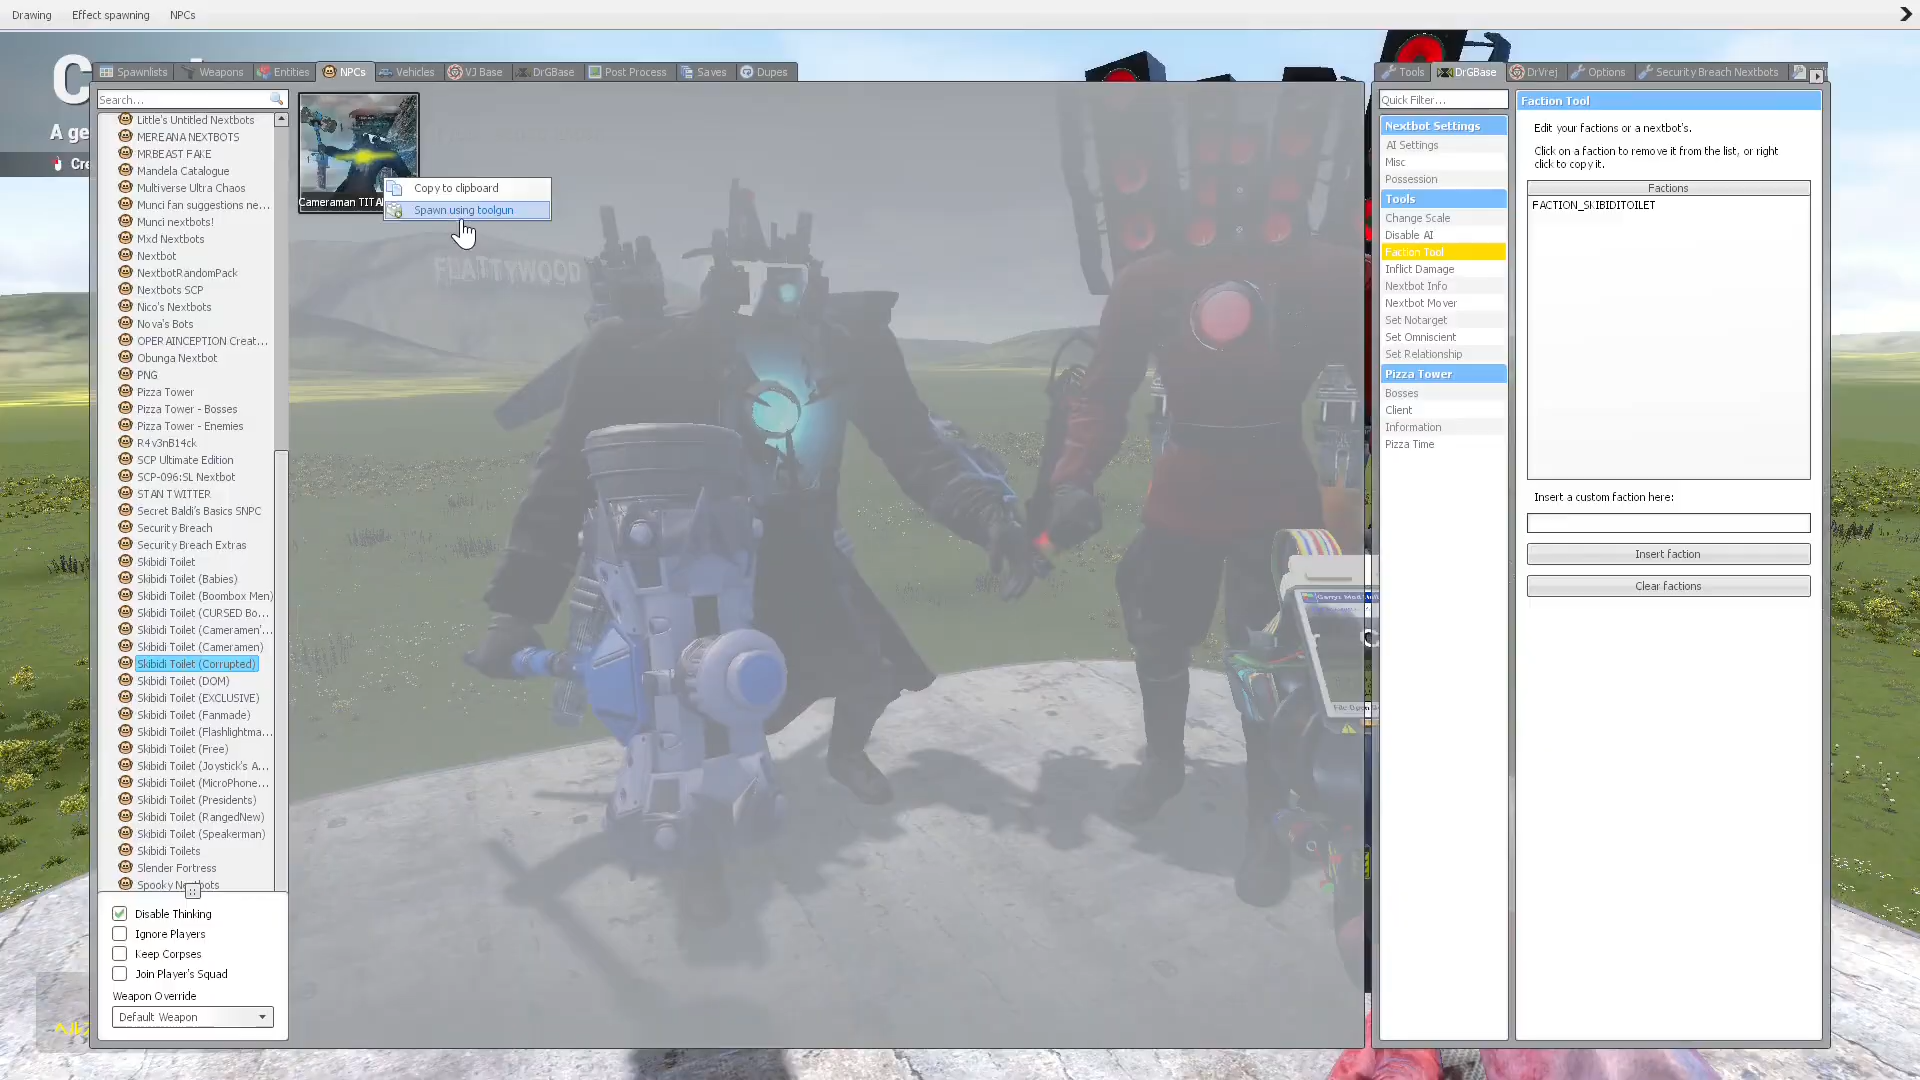 Drawing
Effect spawning
NPCs
A ge
Cre
Spawnlists
Weapons
Entities
NPCs
Vehicles
VJ Base
DrGBase
Post Process
Saves
Dupes
Search...
Little's Untitled Nextbots
MEREANA NEXTBOTS
MRBEAST FAKE
Mandela Catalogue
Multiverse Ultra Chaos
Munci fan suggestions ne...
Munci nextbots!
Mxd Nextbots
Nextbot
NextbotRandomPack
Nextbots SCP
Nico's Nextbots
Nova's Bots
OPERAINCEPTION Creat...
Obunga Nextbot
PNG
Pizza Tower
Pizza Tower - Bosses
Pizza Tower - Enemies
R4v3nB14ck
SCP Ultimate Edition
SCP-096:SL Nextbot
STAN TWITTER
Secret Baldi's Basics SNPC
Security Breach
Security Breach Extras
Skibidi Toilet
Skibidi Toilet (Babies)
Skibidi Toilet (Boombox Men)
Skibidi Toilet (CURSED Bo...
Skibidi Toilet (Cameramen'...
Skibidi Toilet (Cameramen)
Skibidi Toilet (Corrupted)
Skibidi Toilet (DOM)
Skibidi Toilet (EXCLUSIVE)
Skibidi Toilet (Fanmade)
Skibidi Toilet (Flashlightma...
Skibidi Toilet (Free)
Skibidi Toilet (Joystick's A...
Skibidi Toilet (MicroPhone...
Skibidi Toilet (Presidents)
Skibidi Toilet (RangedNew)
Skibidi Toilet (Speakerman)
Skibidi Toilets
Slender Fortress
Spooky Nextbots
Disable Thinking
Ignore Players
Keep Corpses
Join Player's Squad
Weapon Override
Default Weapon
Cameraman TITA
Copy to clipboard
Spawn using toolgun
FLATTYWOOD
Tools
DrGBase
DrVrej
Options
Security Breach Nextbots
Quick Filter...
Nextbot Settings
AI Settings
Misc
Possession
Tools
Change Scale
Disable AI
Faction Tool
Inflict Damage
Nextbot Info
Nextbot Mover
Set Notarget
Set Omniscient
Set Relationship
Pizza Tower
Bosses
Client
Information
Pizza Time
Faction Tool
Edit your factions or a nextbot's.
Click on a faction to remove it from the list, or right
click to copy it.
Factions
FACTION_SKIBIDITOILET
Insert a custom faction here:
Insert faction
Clear factions